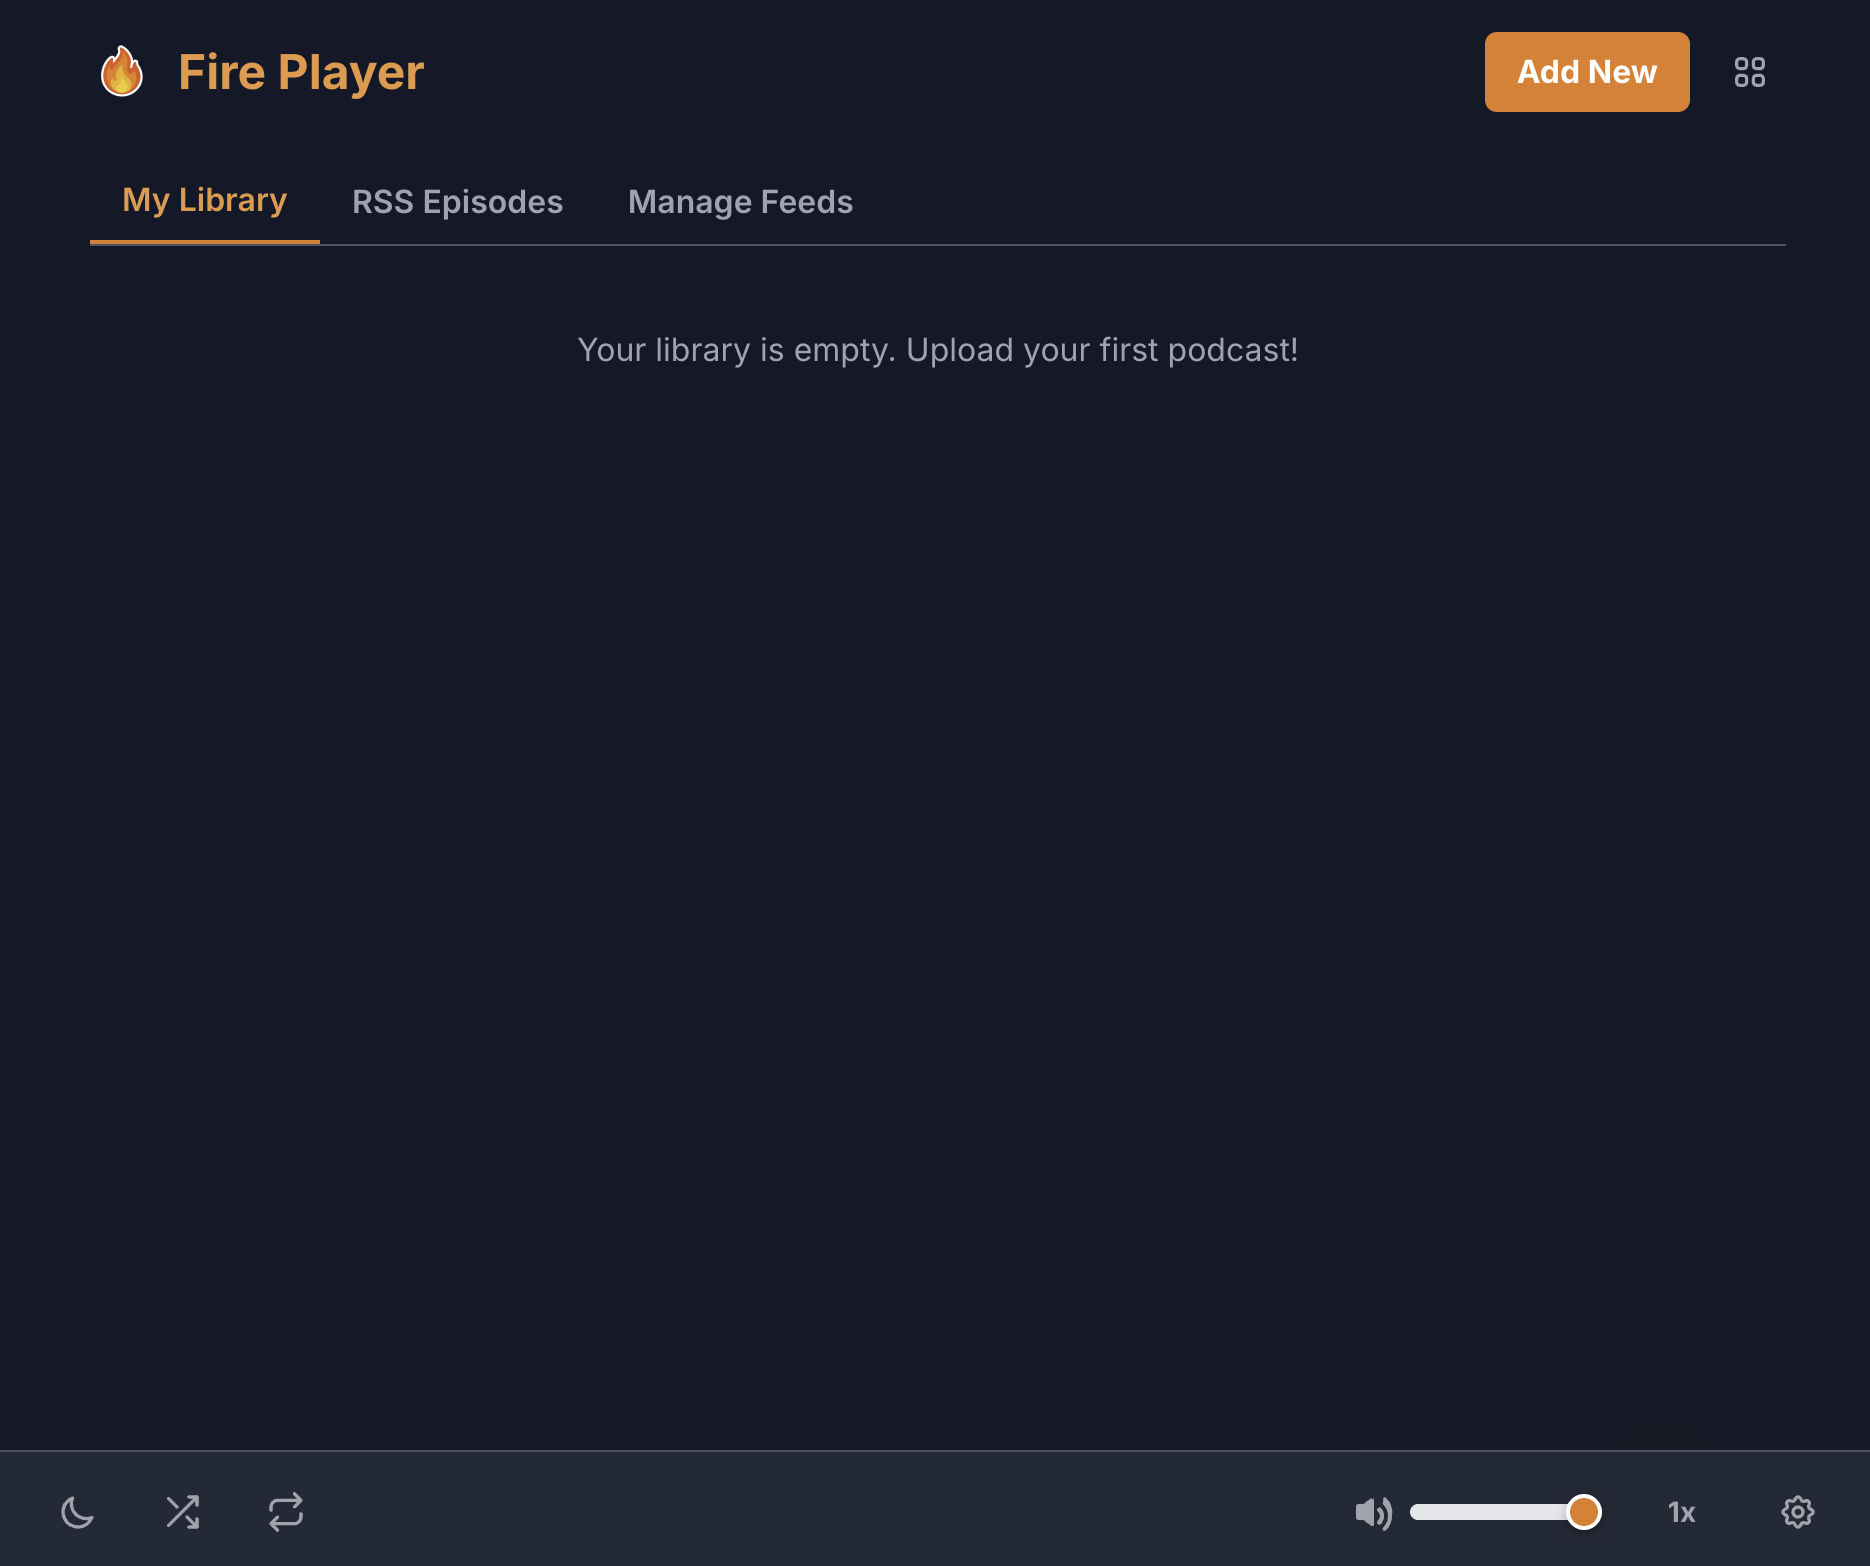 Fire Player
Add New
My Library
RSS Episodes
Manage Feeds
Your library is empty. Upload your first podcast!
1x